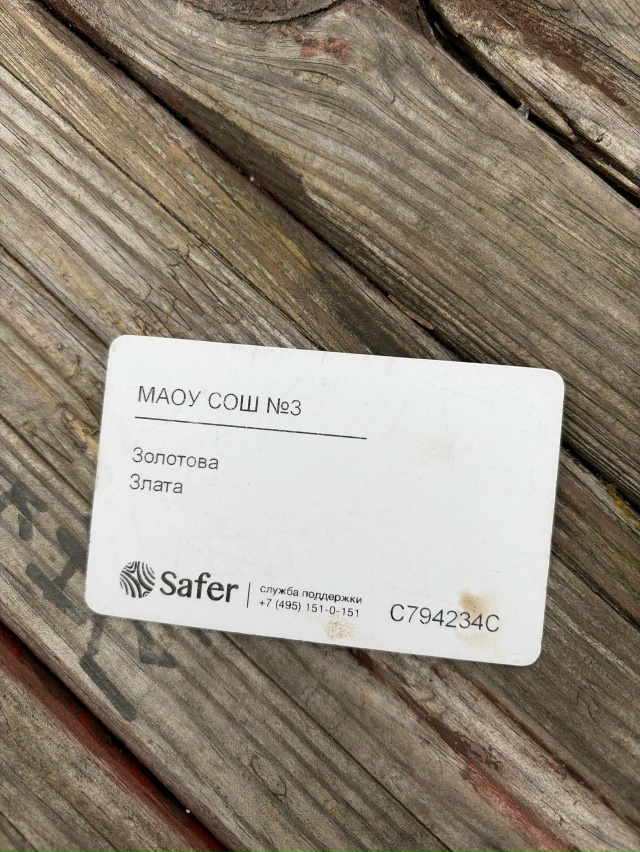 МАОУ СОШ №3
Золотова
Злата
Safer
служба поддержки
+7 (495) 151-0-151
C794234C